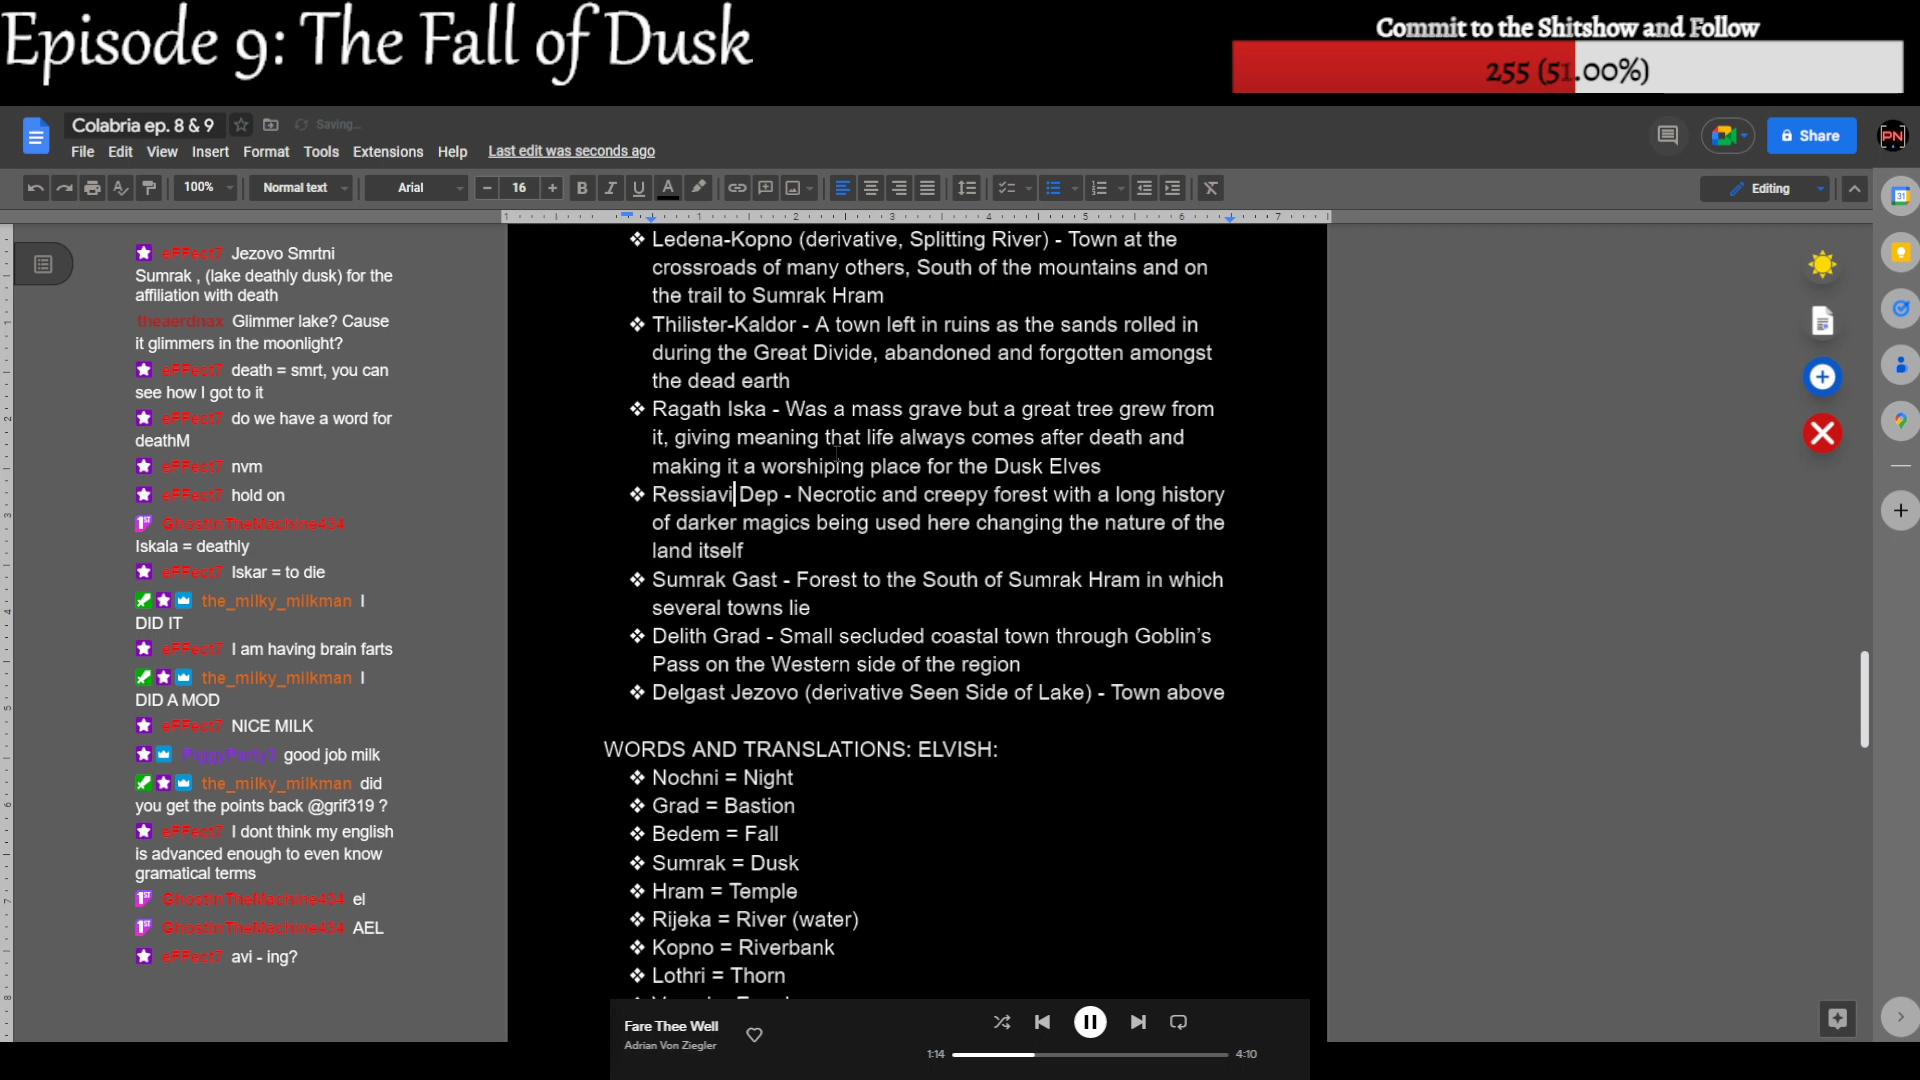 Episode 9: The Fall of Dusk
Commit to the Shitshow and Follow
255 (51.00%)
Colabria ep. 8 & 9
Saving...
File Edit View Insert Format Tools Extensions Help Last edit was seconds ago
Share
PN
100% Normal text Arial 16 Editing
eFFect7 Jezovo Smrtni
Sumrak , (lake deathly dusk) for the
affiliation with death
theaerdnax Glimmer lake? Cause
it glimmers in the moonlight?
eFFect7 death = smrt, you can
see how I got to it
eFFect7 do we have a word for
deathM
eFFect7 nvm
eFFect7 hold on
GhostInTheMachine434
Iskala = deathly
eFFect7 Iskar = to die
the_milky_milkman I
DID IT
eFFect7 I am having brain farts
the_milky_milkman I
DID A MOD
eFFect7 NICE MILK
good job milk
the_milky_milkman did
you get the points back @grif319 ?
eFFect7 I dont think my english
is advanced enough to even know
gramatical terms
GhostInTheMachine434 el
GhostInTheMachine434 AEL
eFFect7 avi - ing?
❖ Ledena-Kopno (derivative, Splitting River) - Town at the
crossroads of many others, South of the mountains and on
the trail to Sumrak Hram
❖ Thilister-Kaldor - A town left in ruins as the sands rolled in
during the Great Divide, abandoned and forgotten amongst
the dead earth
❖ Ragath Iska - Was a mass grave but a great tree grew from
it, giving meaning that life always comes after death and
making it a worshiping place for the Dusk Elves
❖ Ressiavi Dep - Necrotic and creepy forest with a long history
of darker magics being used here changing the nature of the
land itself
❖ Sumrak Gast - Forest to the South of Sumrak Hram in which
several towns lie
❖ Delith Grad - Small secluded coastal town through Goblin's
Pass on the Western side of the region
❖ Delgast Jezovo (derivative Seen Side of Lake) - Town above
WORDS AND TRANSLATIONS: ELVISH:
❖ Nochni = Night
❖ Grad = Bastion
❖ Bedem = Fall
❖ Sumrak = Dusk
❖ Hram = Temple
❖ Rijeka = River (water)
❖ Kopno = Riverbank
❖ Lothri = Thorn
Fare Thee Well
Adrian Von Ziegler
1:14 4:10